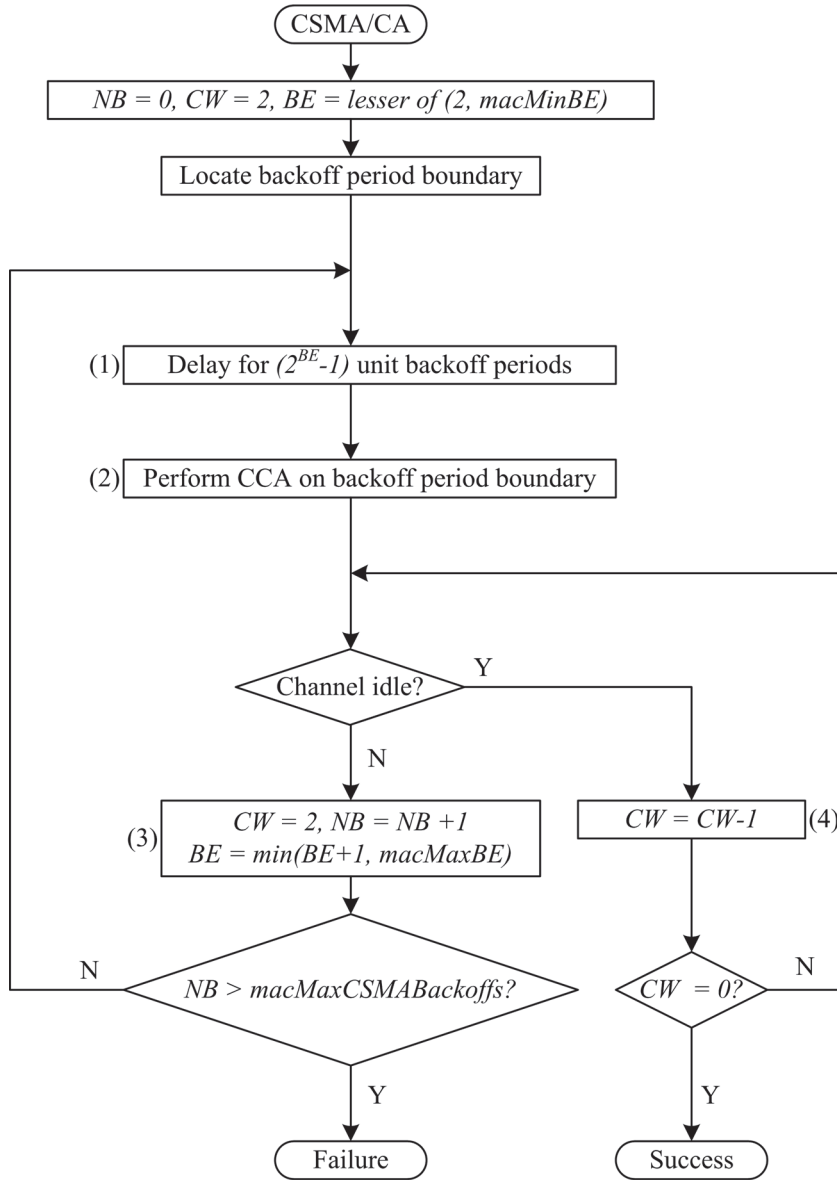 CSMA/CA
NB = 0, CW = 2, BE = lesser of (2, macMinBE)
Locate backoff period boundary
(1) Delay for (2^{BE}-1) unit backoff periods
(2) Perform CCA on backoff period boundary
Channel idle?
Y
N
(3) CW = 2, NB = NB +1
BE = min(BE+1, macMaxBE)
CW = CW-1 (4)
NB > macMaxCSMABackoffs?
N
CW = 0?
N
Y
Y
Failure
Success